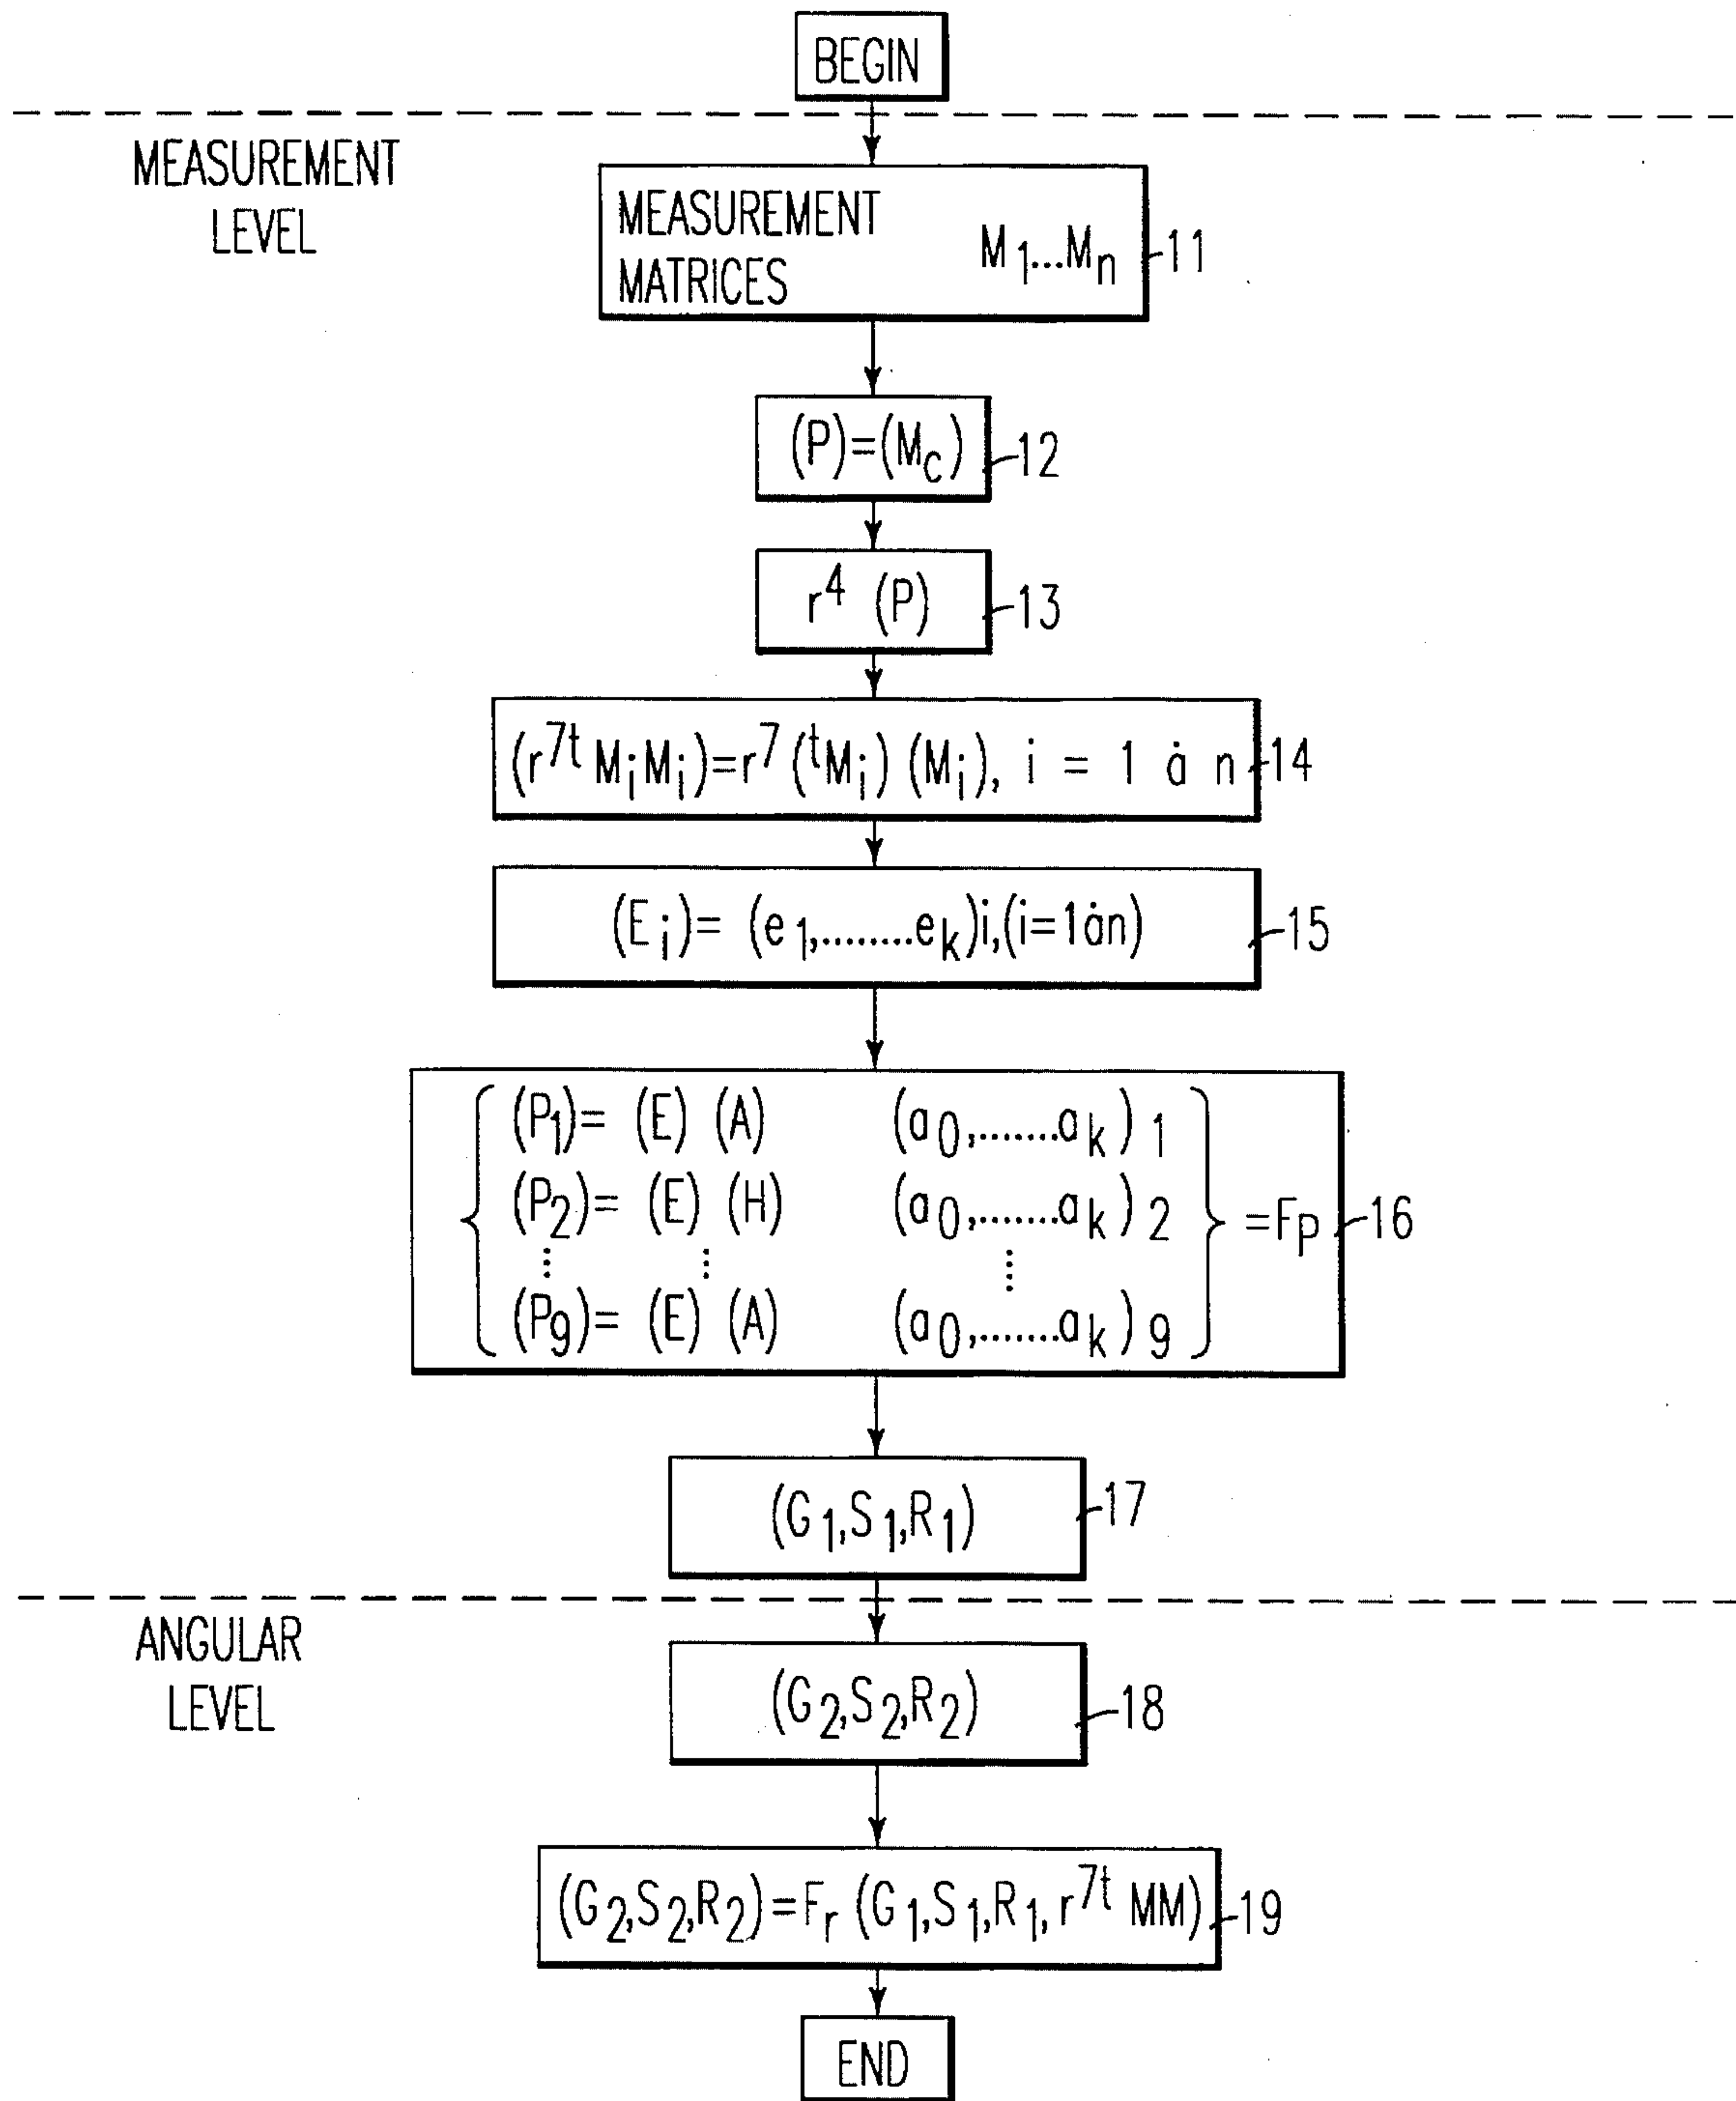 BEGIN
MEASUREMENT
LEVEL
MEASUREMENT
MATRICES M1...Mn 11
(P)=(Mc) 12
r4 (P) 13
(r7t MiMi)=r7 (tMi) (Mi), i = 1 ȧ n 14
(Ei)= (e1,........ek)i,(i=1ȧn) 15
(P1)= (E) (A) (a0,.......ak) 1
(P2)= (E) (H) (a0,.......ak) 2 =Fp 16
⋮ ⋮ ⋮
(P9)= (E) (A) (a0,.......ak) 9
(G1,S1,R1) 17
ANGULAR
LEVEL
(G2,S2,R2) 18
(G2,S2,R2)=Fr (G1,S1,R1, r7t MM) 19
END